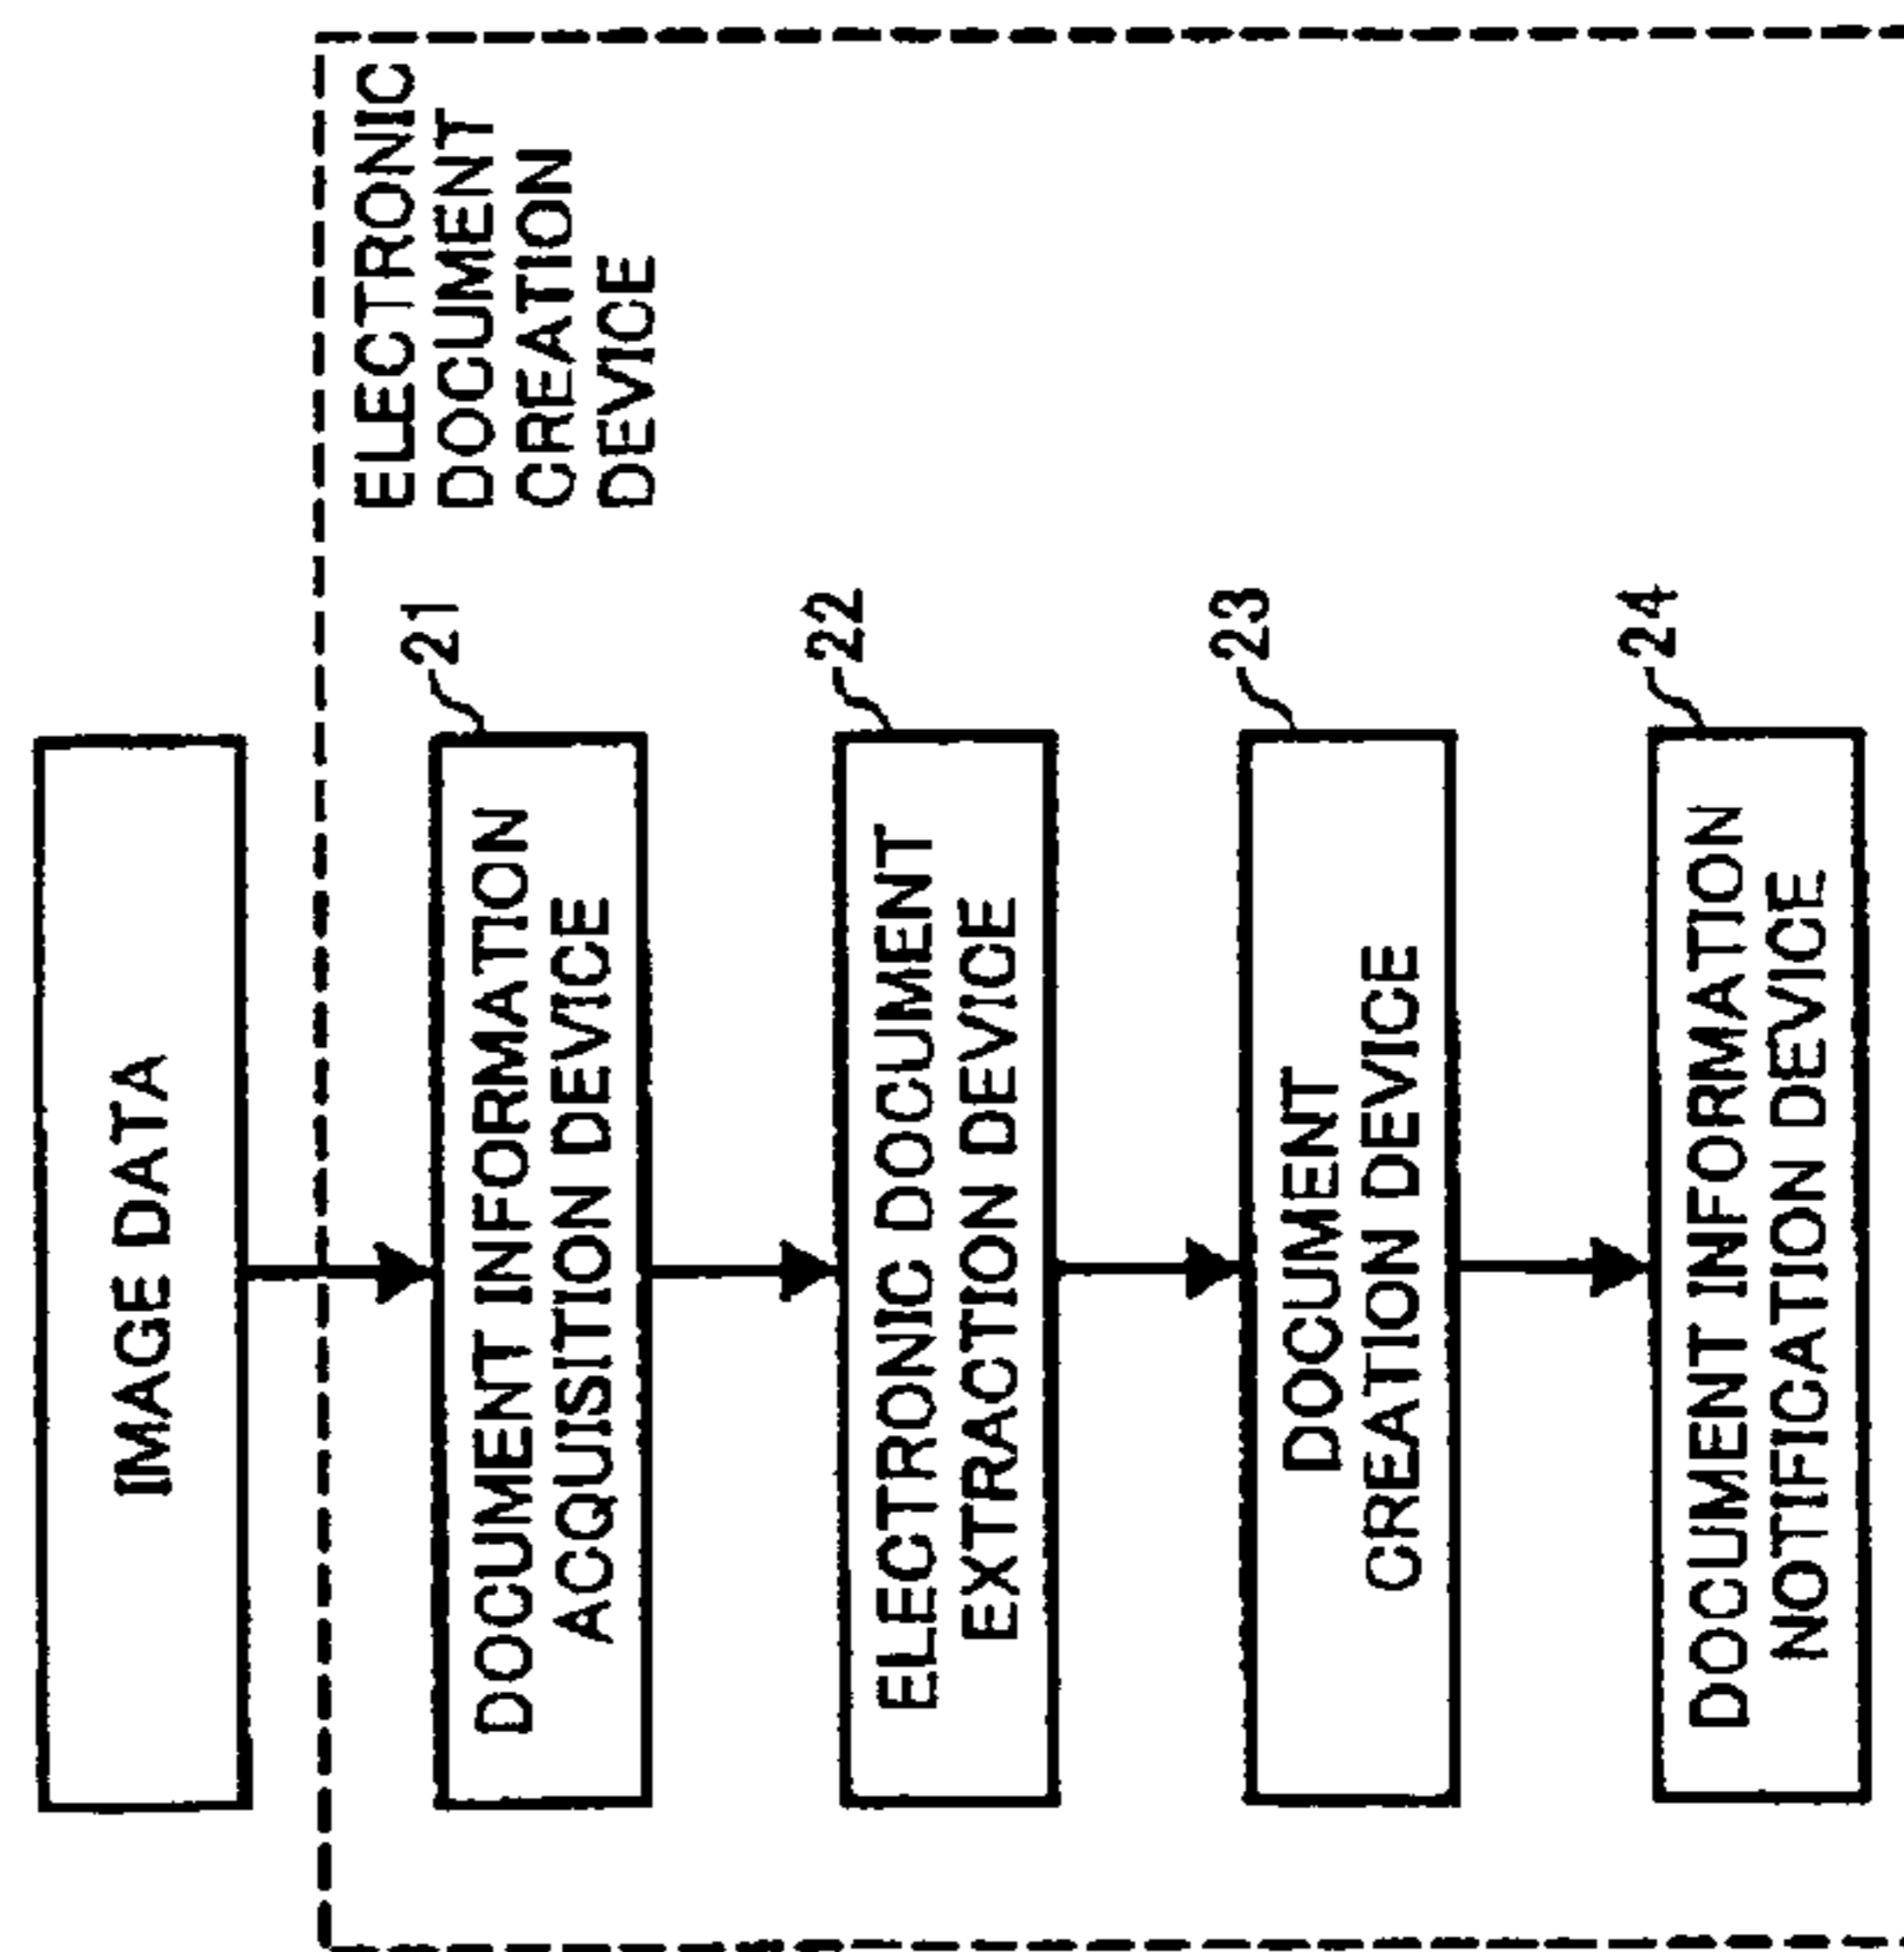 IMAGE DATA
ELECTRONIC
DOCUMENT
CREATION
DEVICE
21
DOCUMENT INFORMATION
ACQUISITION DEVICE
22
ELECTRONIC DOCUMENT
EXTRACTION DEVICE
23
DOCUMENT
CREATION DEVICE
24
DOCUMENT INFORMATION
NOTIFICATION DEVICE